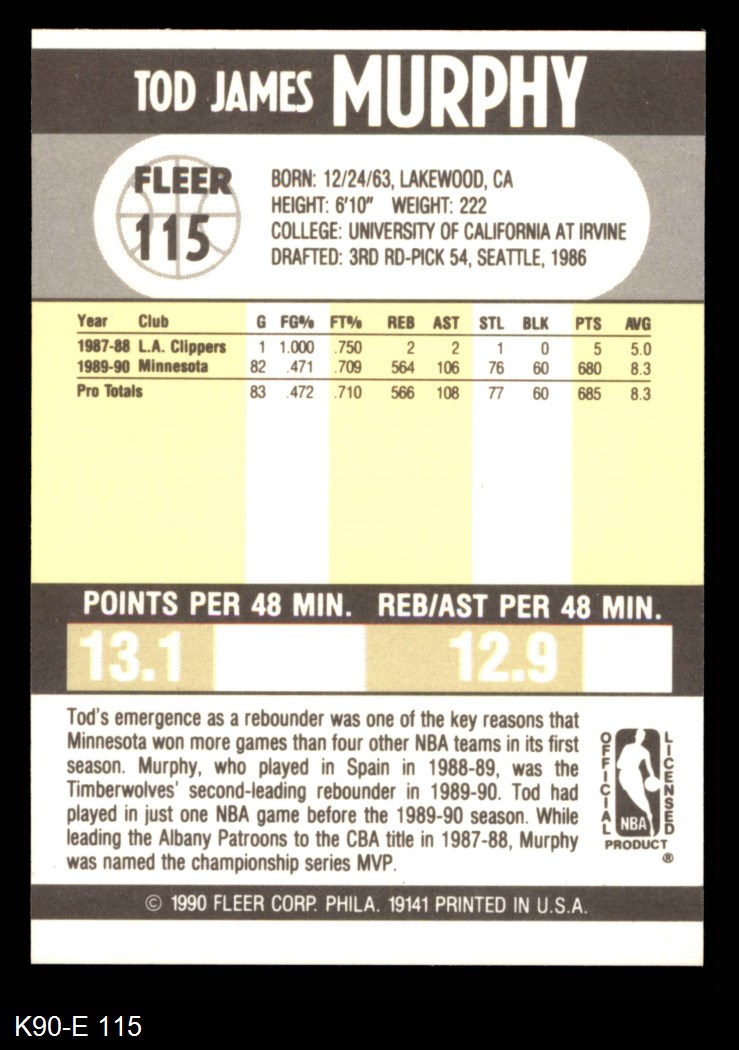 TOD JAMES MURPHY
FLEER
115
BORN: 12/24/63, LAKEWOOD, CA
HEIGHT: 6'10" WEIGHT: 222
COLLEGE: UNIVERSITY OF CALIFORNIA AT IRVINE
DRAFTED: 3RD RD-PICK 54, SEATTLE, 1986
Year Club G FG% FT% REB AST STL BLK PTS AVG
1987-88 L.A. Clippers 1 1.000 .750 2 2 1 0 5 5.0
1989-90 Minnesota 82 .471 .709 564 106 76 60 680 8.3
Pro Totals 83 .472 .710 566 108 77 60 685 8.3
POINTS PER 48 MIN. REB/AST PER 48 MIN.
13.1 12.9
Tod's emergence as a rebounder was one of the key reasons that
Minnesota won more games than four other NBA teams in its first
season. Murphy, who played in Spain in 1988-89, was the
Timberwolves' second-leading rebounder in 1989-90. Tod had
played in just one NBA game before the 1989-90 season. While
leading the Albany Patroons to the CBA title in 1987-88, Murphy
was named the championship series MVP.
OFFICIAL
LICENSED
NBA
PRODUCT
®
© 1990 FLEER CORP. PHILA. 19141 PRINTED IN U.S.A.
K90-E 115